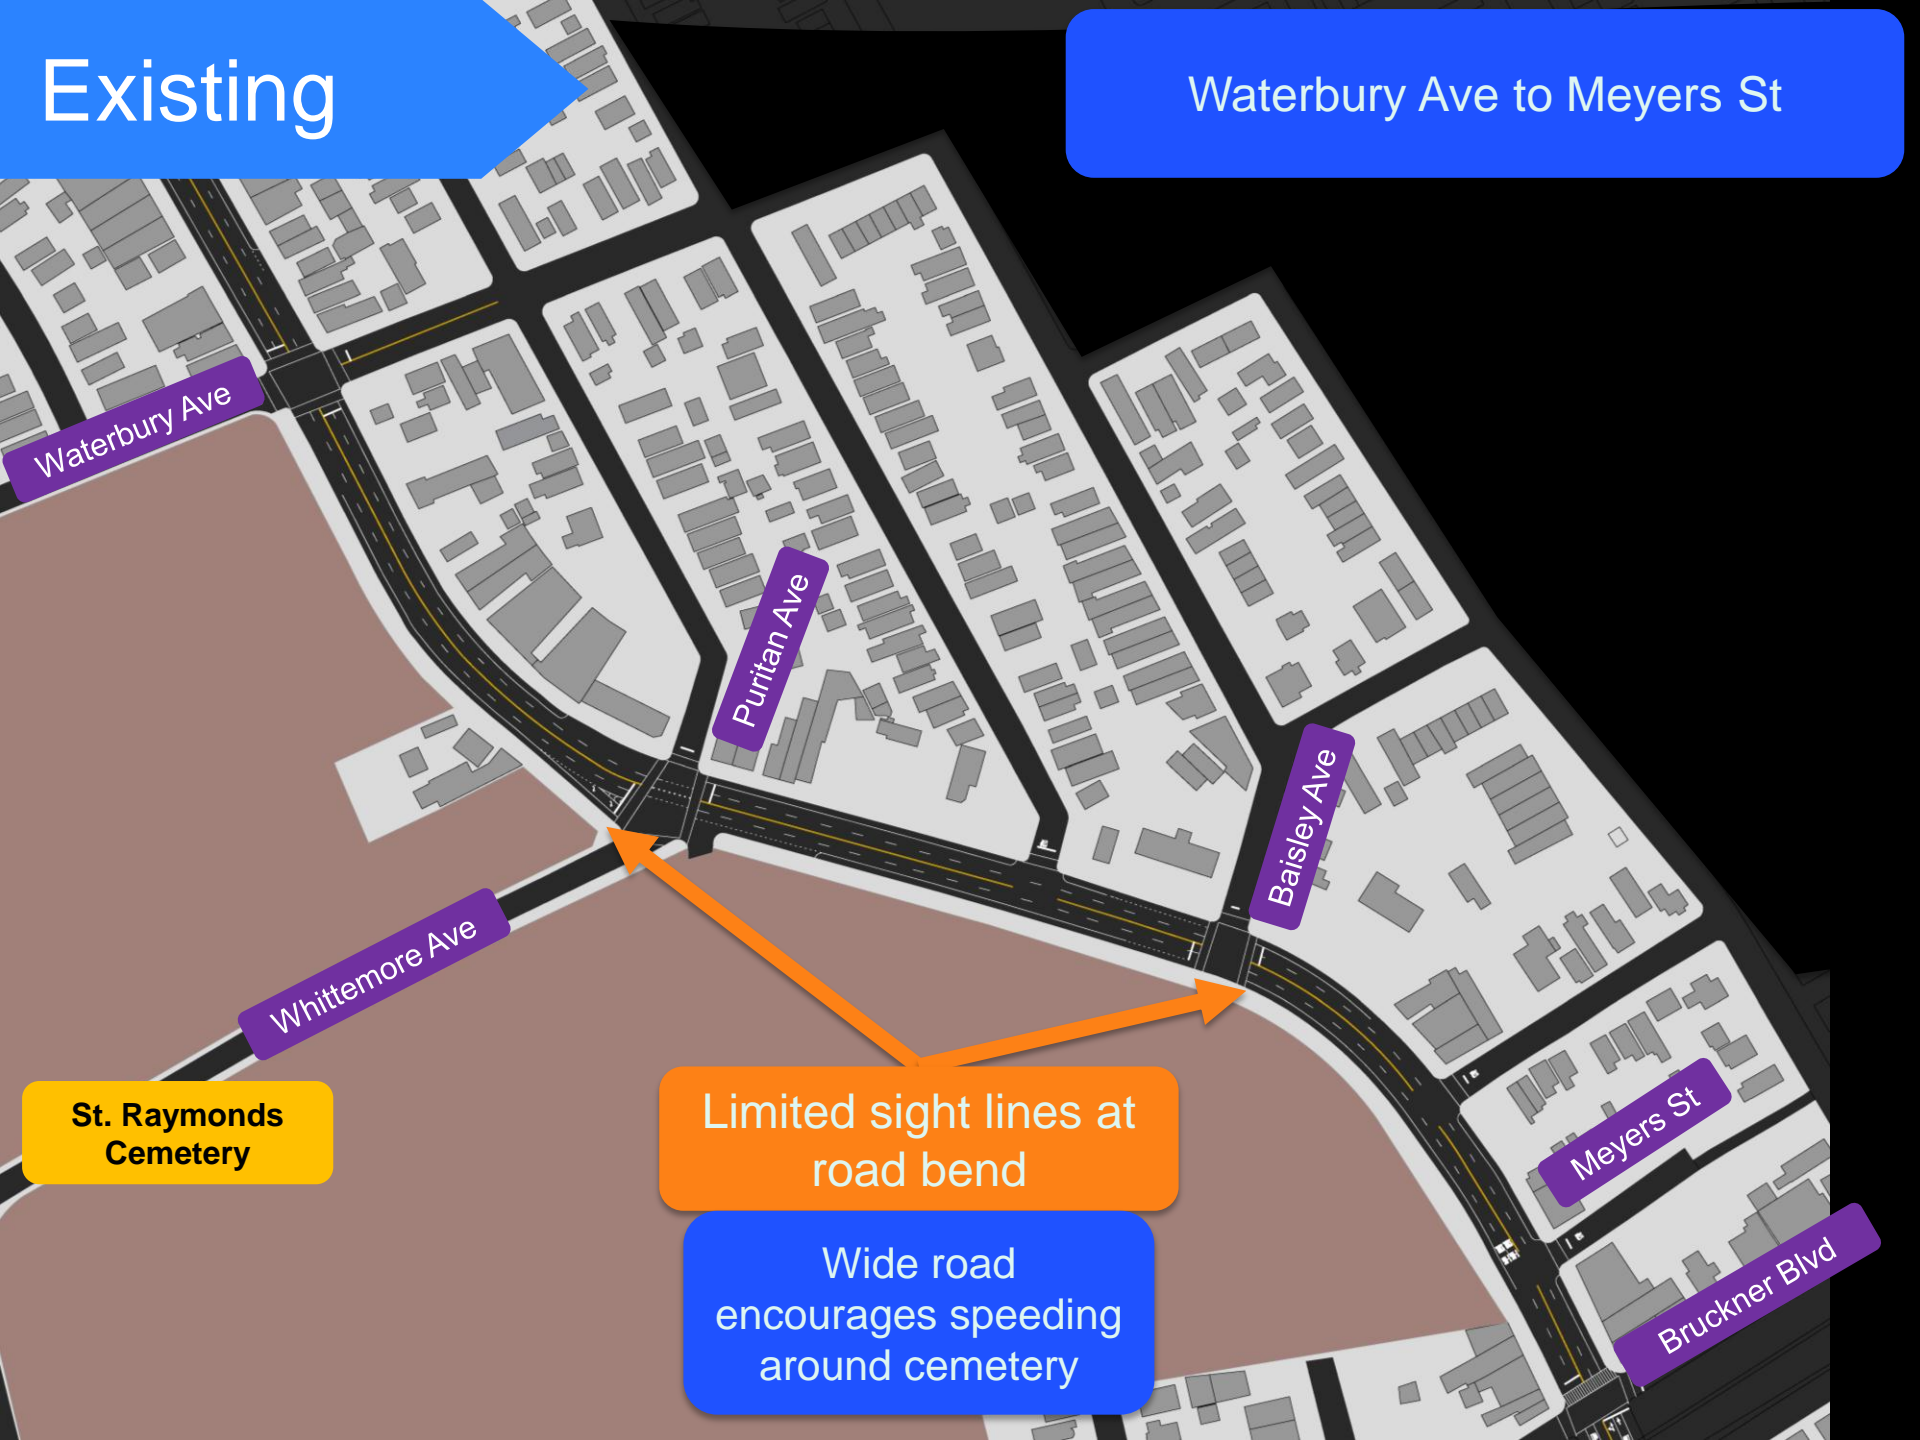 Existing
Waterbury Ave to Meyers St
Waterbury Ave
Puritan Ave
Baisley Ave
Whittemore Ave
St. Raymonds
Cemetery
Limited sight lines at
road bend
Meyers St
Wide road
encourages speeding
around cemetery
Bruckner Blvd